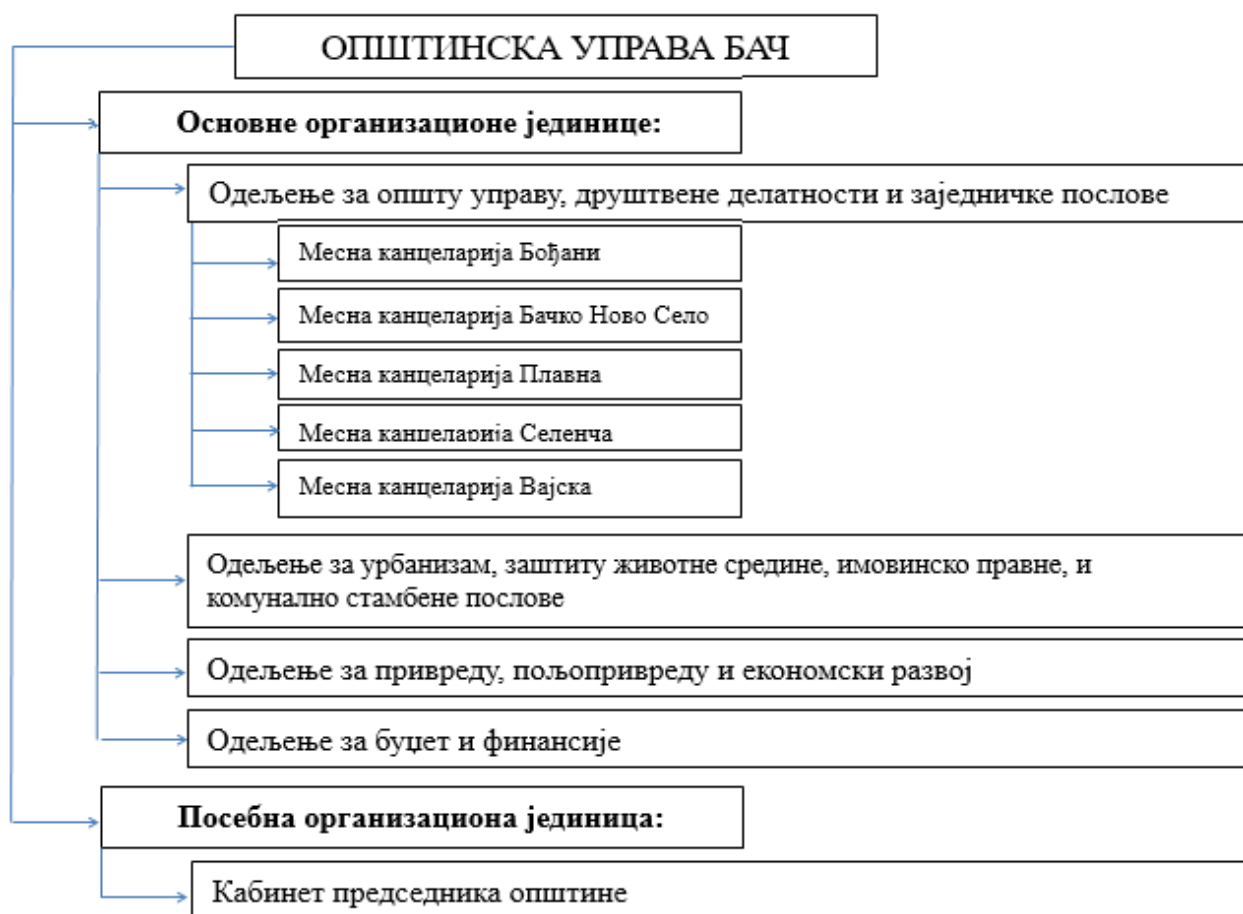 ОПШТИНСКА УПРАВА БАЧ
Основне организационе јединице:
Одељење за општу управу, друштвене делатности и заједничке послове
Месна канцеларија Бођани
Месна канцеларија Бачко Ново Село
Месна канцеларија Плавна
Месна канцеларија Селенча
Месна канцеларија Вајска
Одељење за урбанизам, заштиту животне средине, имовинско правне, и
комунално стамбене послове
Одељење за привреду, пољопривреду и економски развој
Одељење за буџет и финансије
Посебна организациона јединица:
Кабинет председника општине